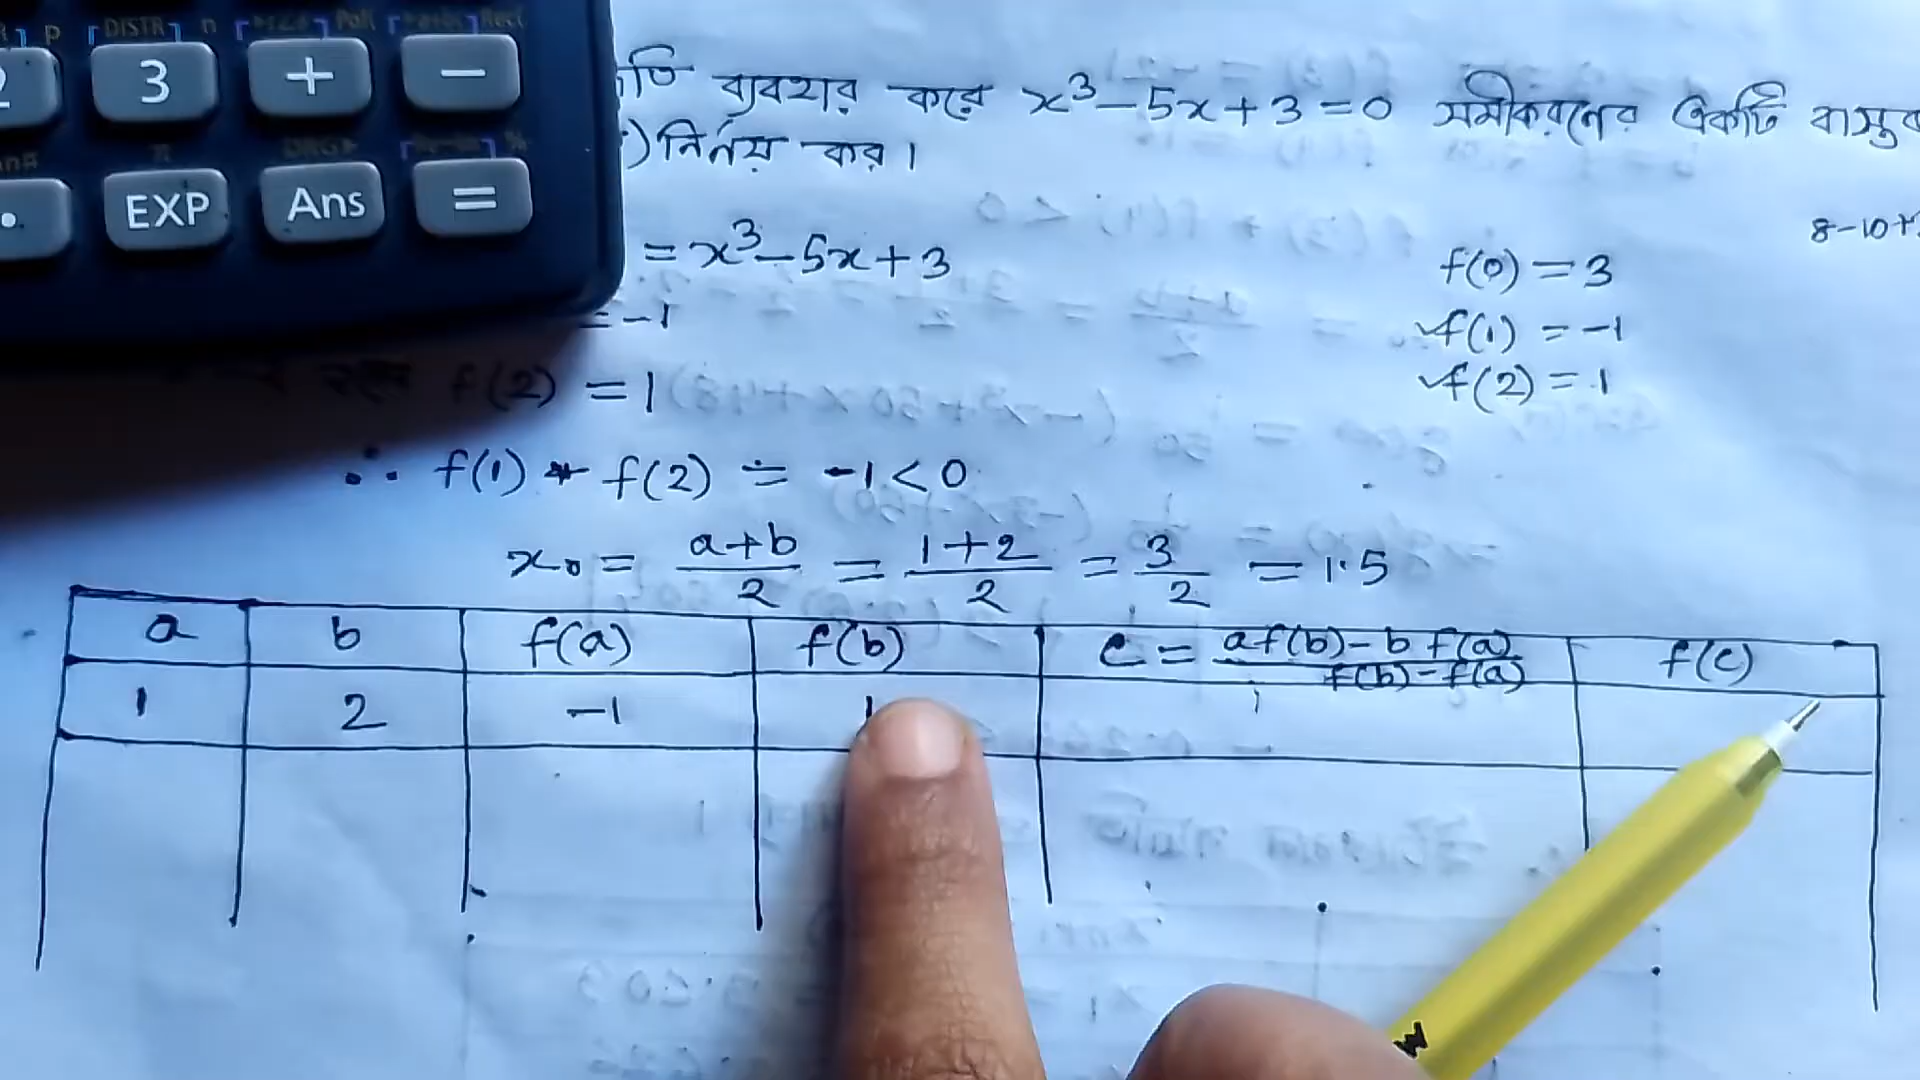 DISTR
3 + −
. EXP Ans =
ব্যবহার করে x³−5x+3=0 সমীকরণের একটি বাস্তব
) নির্ণয় কর।
8−10+
= x³−5x+3
f(0) = 3
= −1
f(1) = −1
f(2) = 1
f(2) = 1
∴ f(1) * f(2) = −1 < 0
x₀ = a+b/2 = 1+2/2 = 3/2 = 1.5
a b f(a) f(b) c = af(b)−b f(a)/f(b)−f(a) f(c)
1 2 −1 1